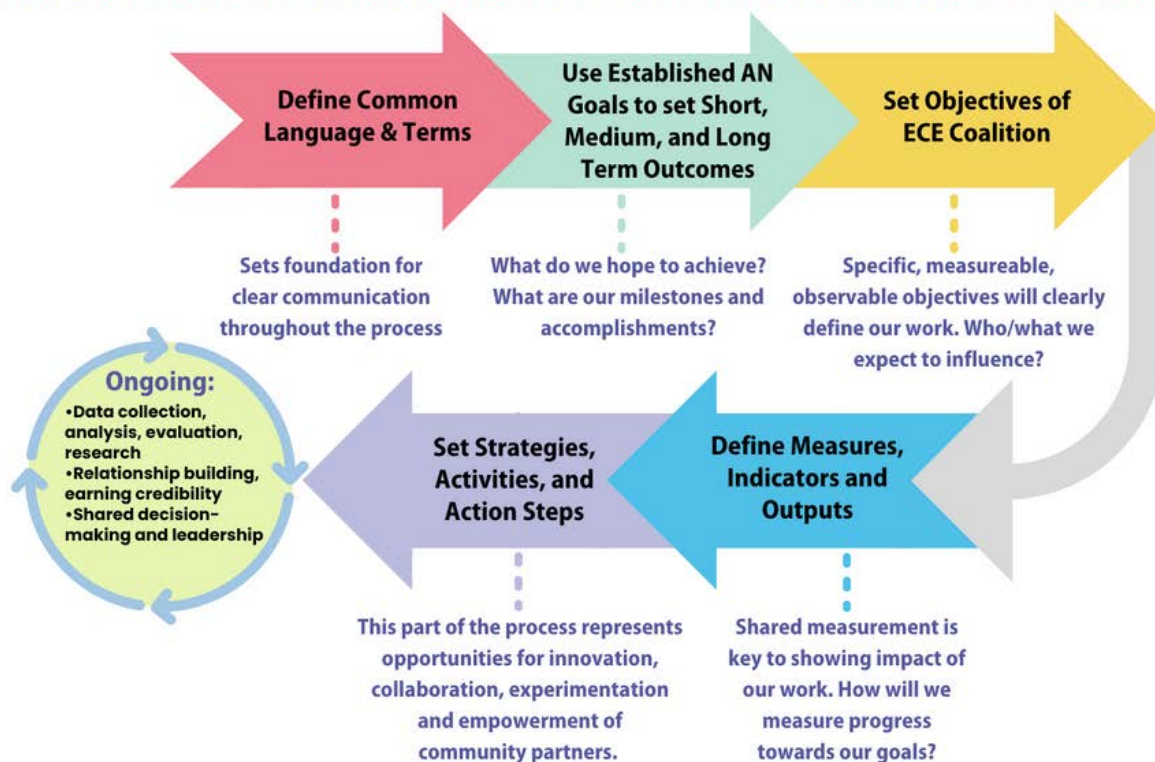 Define Common
Language & Terms
Use Established AN
Goals to set Short,
Medium, and Long
Term Outcomes
Set Objectives of
ECE Coalition
Sets foundation for
clear communication
throughout the process
What do we hope to achieve?
What are our milestones and
accomplishments?
Specific, measureable,
observable objectives will clearly
define our work. Who/what we
expect to influence?
Define Measures,
Indicators and
Outputs
Shared measurement is
key to showing impact of
our work. How will we
measure progress
towards our goals?
Set Strategies,
Activities, and
Action Steps
This part of the process represents
opportunities for innovation,
collaboration, experimentation
and empowerment of
community partners.
Ongoing:
•Data collection,
analysis, evaluation,
research
•Relationship building,
earning credibility
•Shared decision-
making and leadership